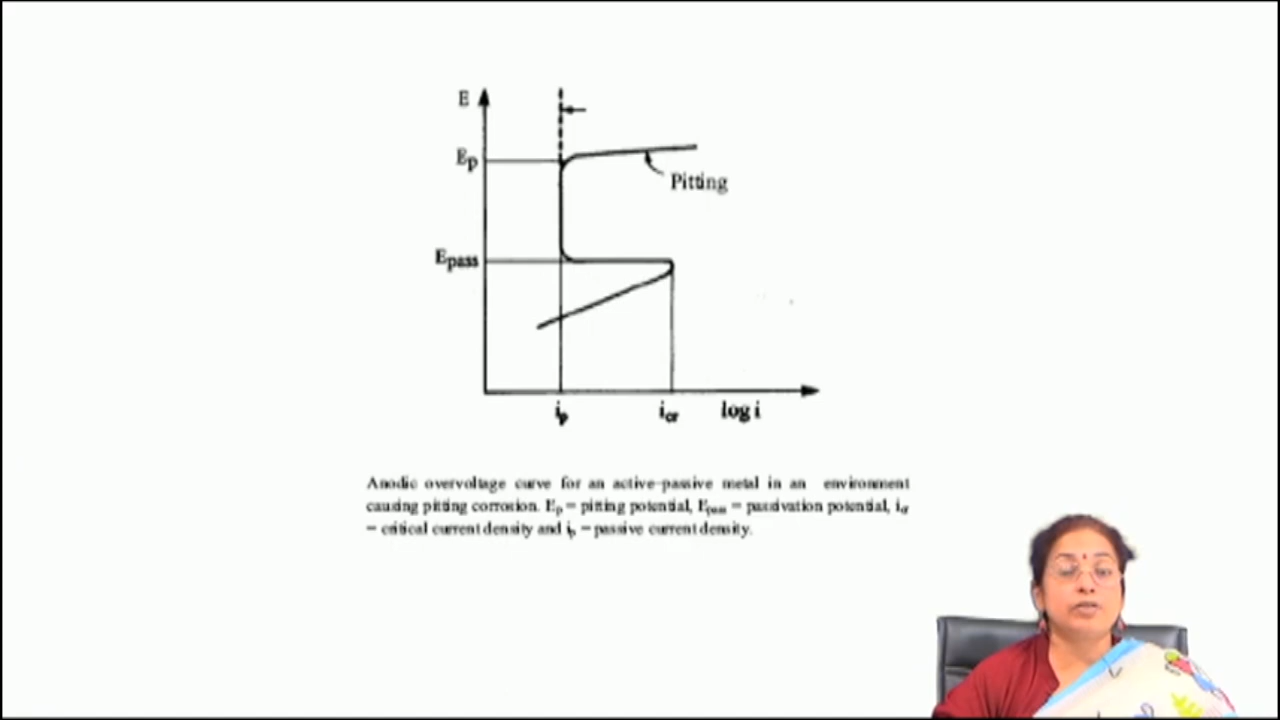 E
Ep
Pitting
Epass
ip
icr
log i
Anodic overvoltage curve for an active-passive metal in an environment
causing pitting corrosion. Ep = pitting potential, Epass = passivation potential, icr
= critical current density and ip = passive current density.